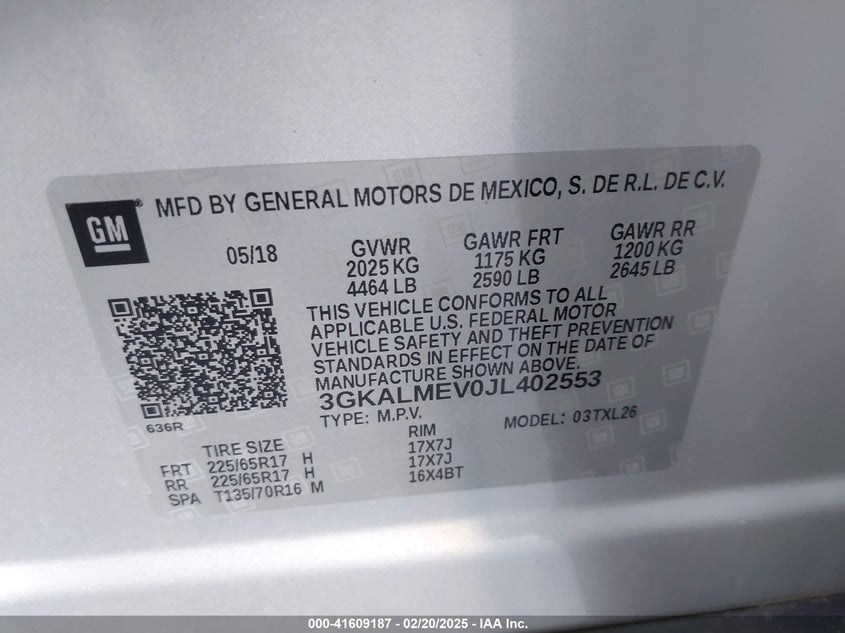 GM
MFD BY GENERAL MOTORS DE MEXICO, S. DE R.L. DE C.V.
05/18 GVWR GAWR FRT GAWR RR
2025 KG 1175 KG 1200 KG
4464 LB 2590 LB 2645 LB
THIS VEHICLE CONFORMS TO ALL
APPLICABLE U.S. FEDERAL MOTOR
VEHICLE SAFETY AND THEFT PREVENTION
STANDARDS IN EFFECT ON THE DATE OF
MANUFACTURE SHOWN ABOVE.
3GKALMEV0JL402553
636R TYPE: M.P.V. MODEL: 03TXL26
TIRE SIZE RIM
FRT 225/65R17 H 17X7J
RR 225/65R17 H 17X7J
SPA T135/70R16 M 16X4BT
000-41609187 - 02/20/2025 - IAA Inc.